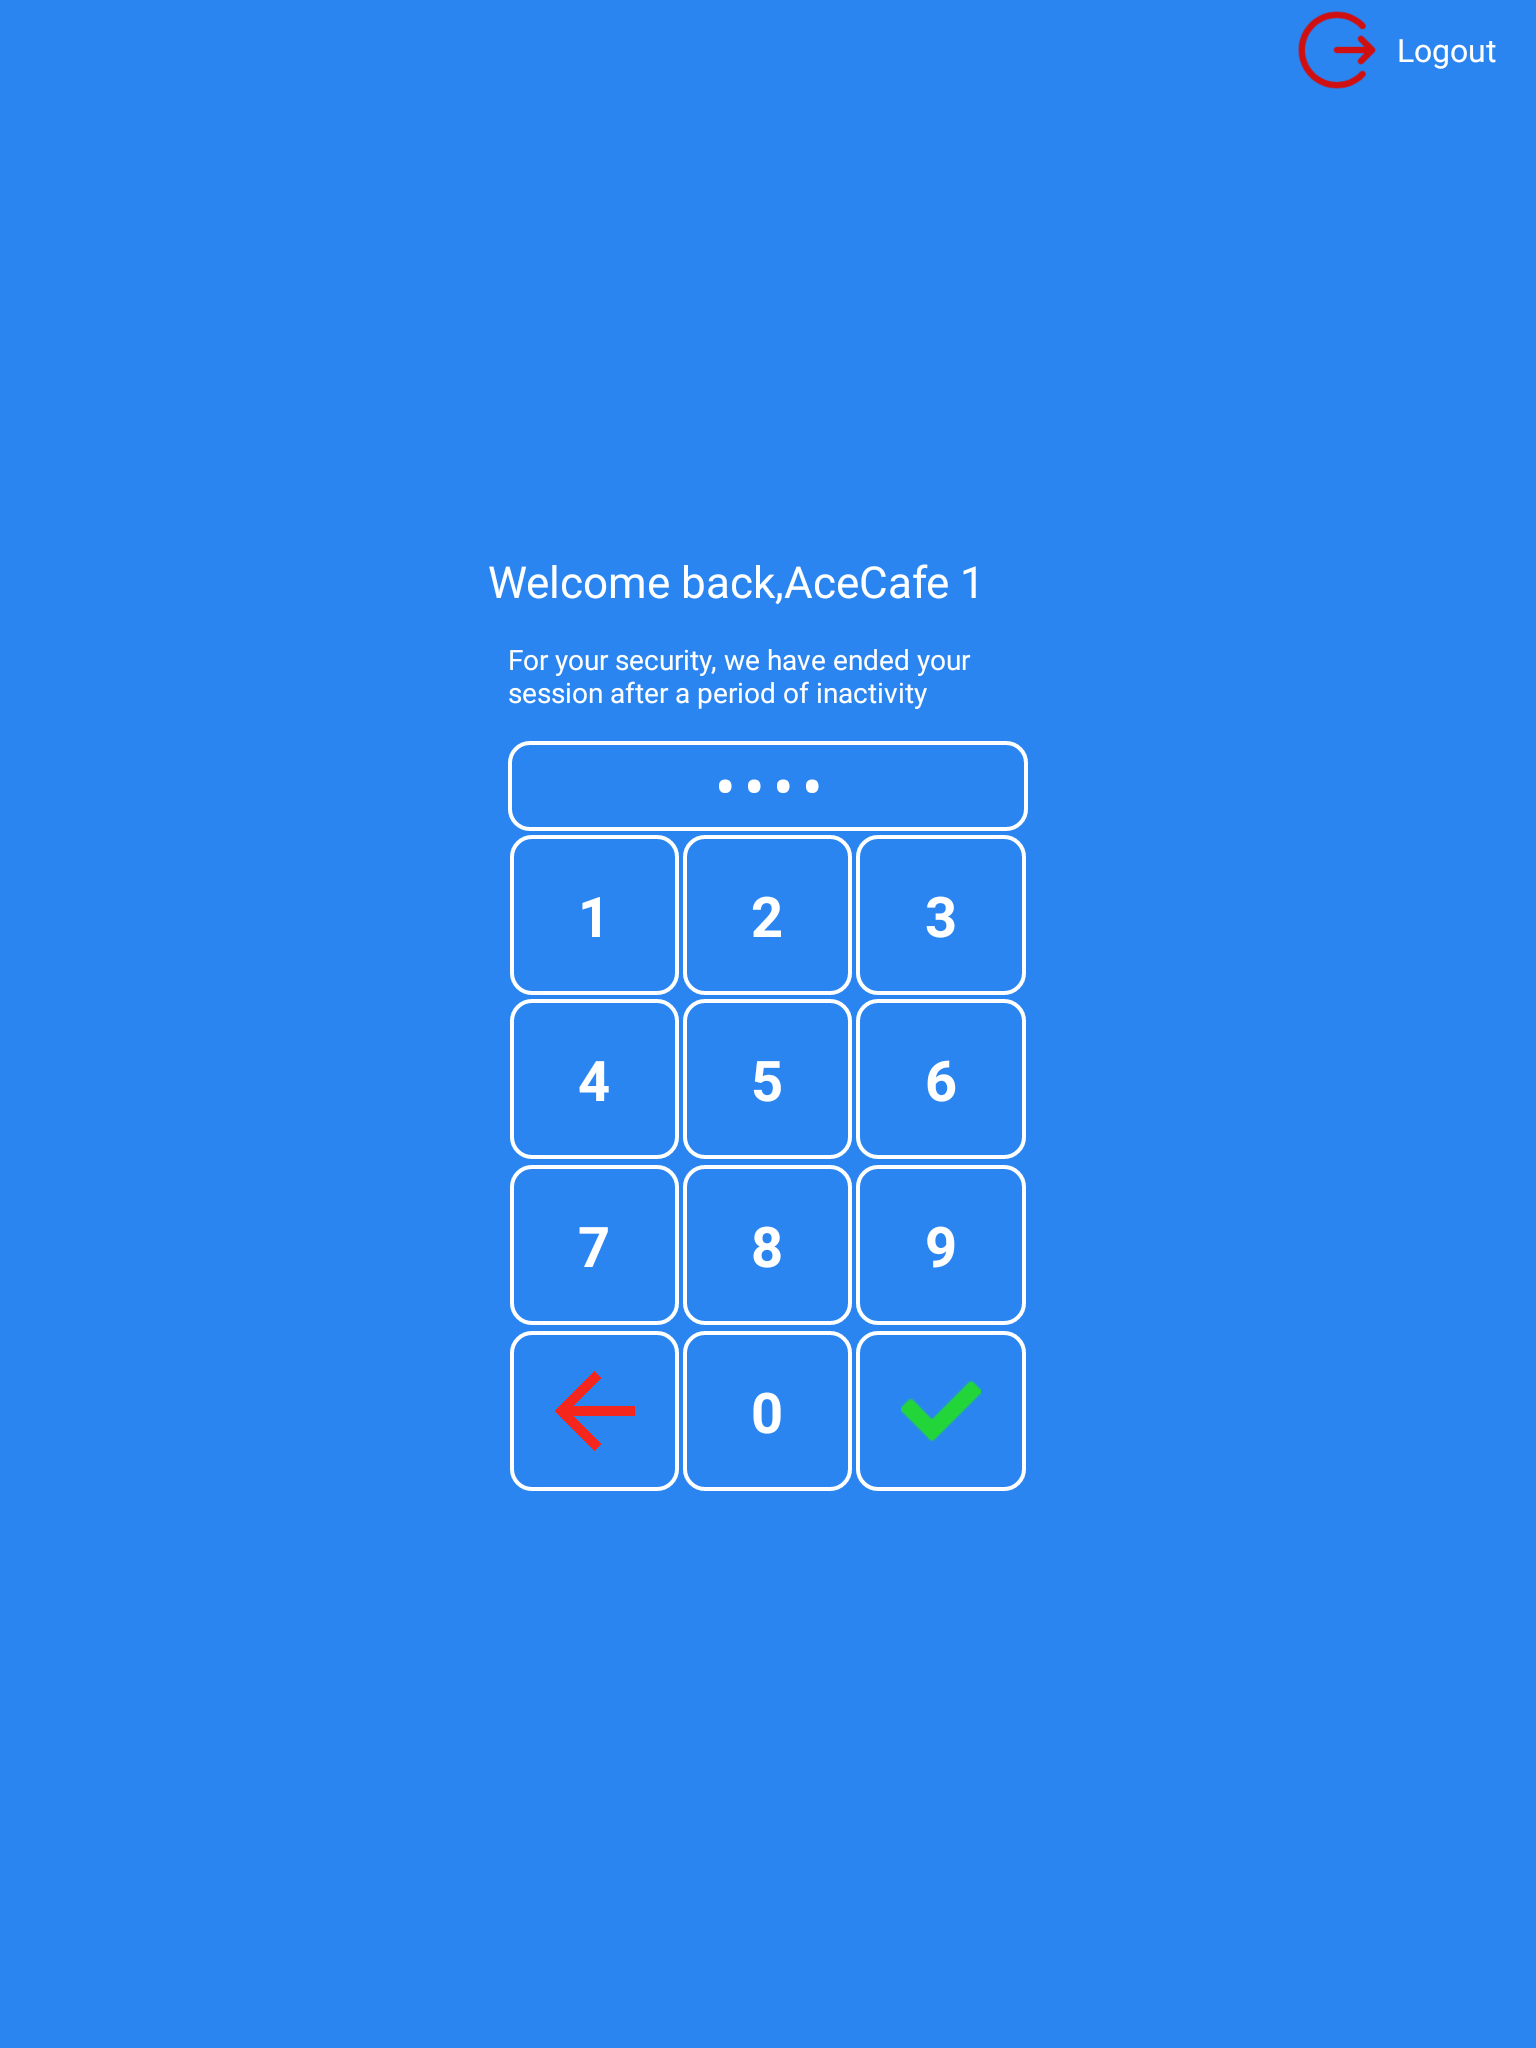 Logout
Welcome back,AceCafe 1
For your security, we have ended your
session after a period of inactivity
••••
1 2 3
4 5 6
7 8 9
0